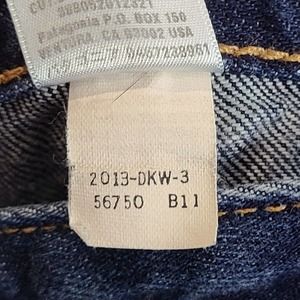 Patagonia P.O. BOX 150
VENTURA, CA 93002 USA
2013-DKW-3
56750 B11